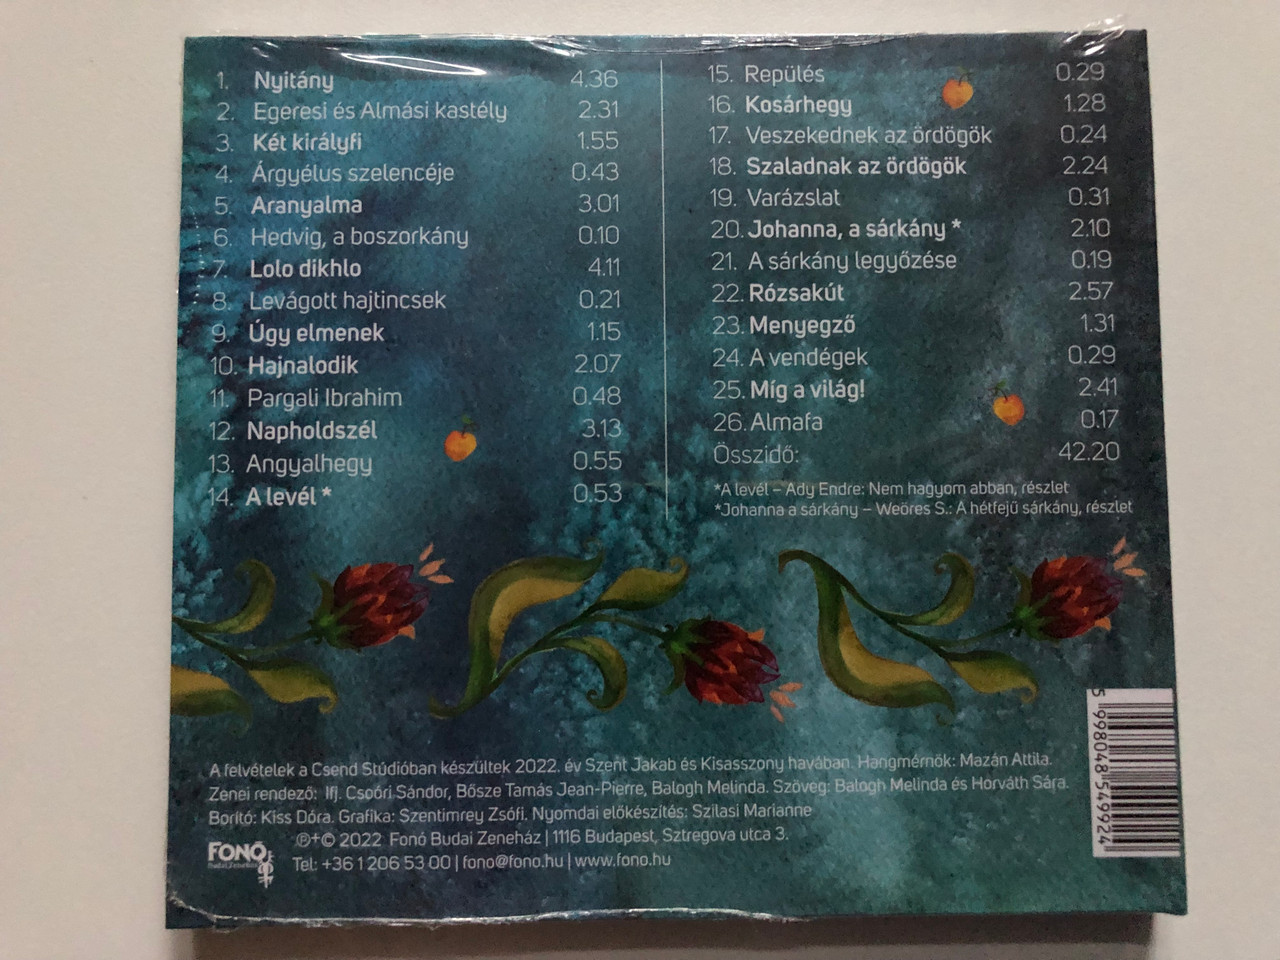 1. Nyitány 4.36
2. Egeresi és Almási kastély 2.31
3. Két királyfi 1.55
4. Árgyélus szelencéje 0.43
5. Aranyalma 3.01
6. Hedvig, a boszorkány 0.10
7. Lolo dikhlo 4.11
8. Levágott hajtincsek 0.21
9. Úgy elmenek 1.15
10. Hajnalodik 2.07
11. Pargali Ibrahim 0.48
12. Napholdszél 3.13
13. Angyalhegy 0.55
14. A levél * 0.53
15. Repülés 0.29
16. Kosárhegy 1.28
17. Veszekednek az ördögök 0.24
18. Szaladnak az ördögök 2.24
19. Varázslat 0.31
20. Johanna, a sárkány * 2.10
21. A sárkány legyőzése 0.19
22. Rózsakút 2.57
23. Menyegző 1.31
24. A vendégek 0.29
25. Míg a világ! 2.41
26. Almafa 0.17
Összidő: 42.20
*A levél – Ady Endre: Nem hagyom abban, részlet
*Johanna a sárkány – Weöres S.: A hétfejű sárkány, részlet
A felvételek a Csend Stúdióban készültek 2022. év Szent Jakab és Kisasszony havában. Hangmérnök: Mazán Attila.
Zenei rendező: Ifj. Csoóri Sándor, Bősze Tamás Jean-Pierre, Balogh Melinda. Szöveg: Balogh Melinda és Horváth Sára.
Borító: Kiss Dóra. Grafika: Szentimrey Zsófi. Nyomdai előkészítés: Szilasi Marianne
℗+© 2022 Fonó Budai Zeneház | 1116 Budapest, Sztregova utca 3.
Tel: +36 1 206 53 00 | fono@fono.hu | www.fono.hu
FONÓ
Budai Zeneház
5 998048 549924